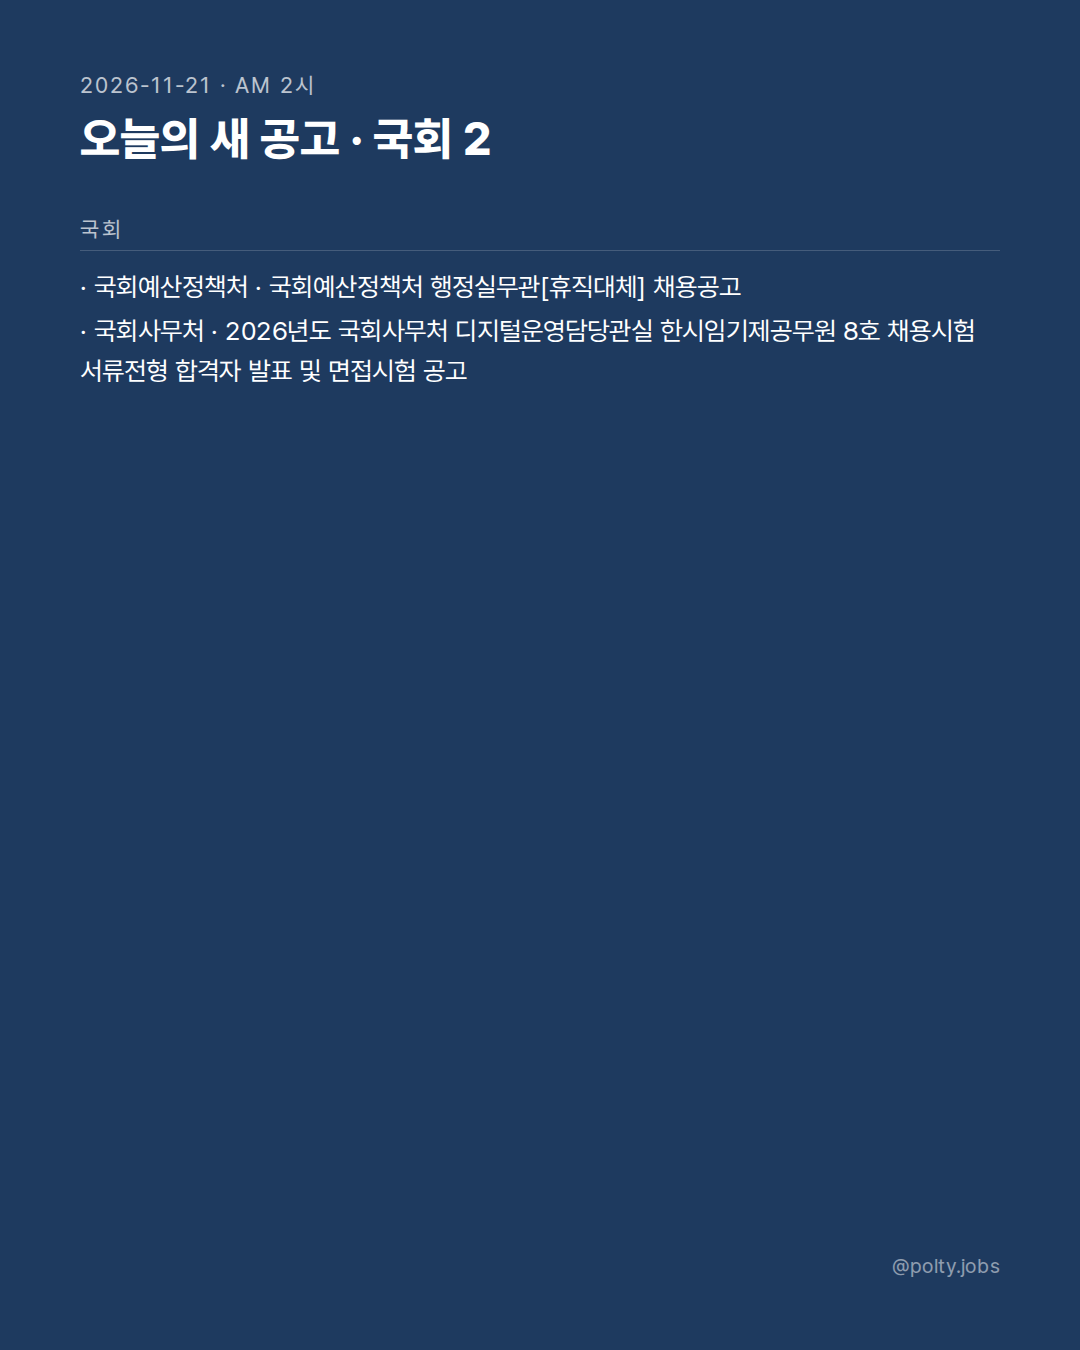 2026-11-21 · AM 2시
오늘의 새 공고 · 국회 2
국회
· 국회예산정책처 · 국회예산정책처 행정실무관[휴직대체] 채용공고
· 국회사무처 · 2026년도 국회사무처 디지털운영담당관실 한시임기제공무원 8호 채용시험
서류전형 합격자 발표 및 면접시험 공고
@polty.jobs